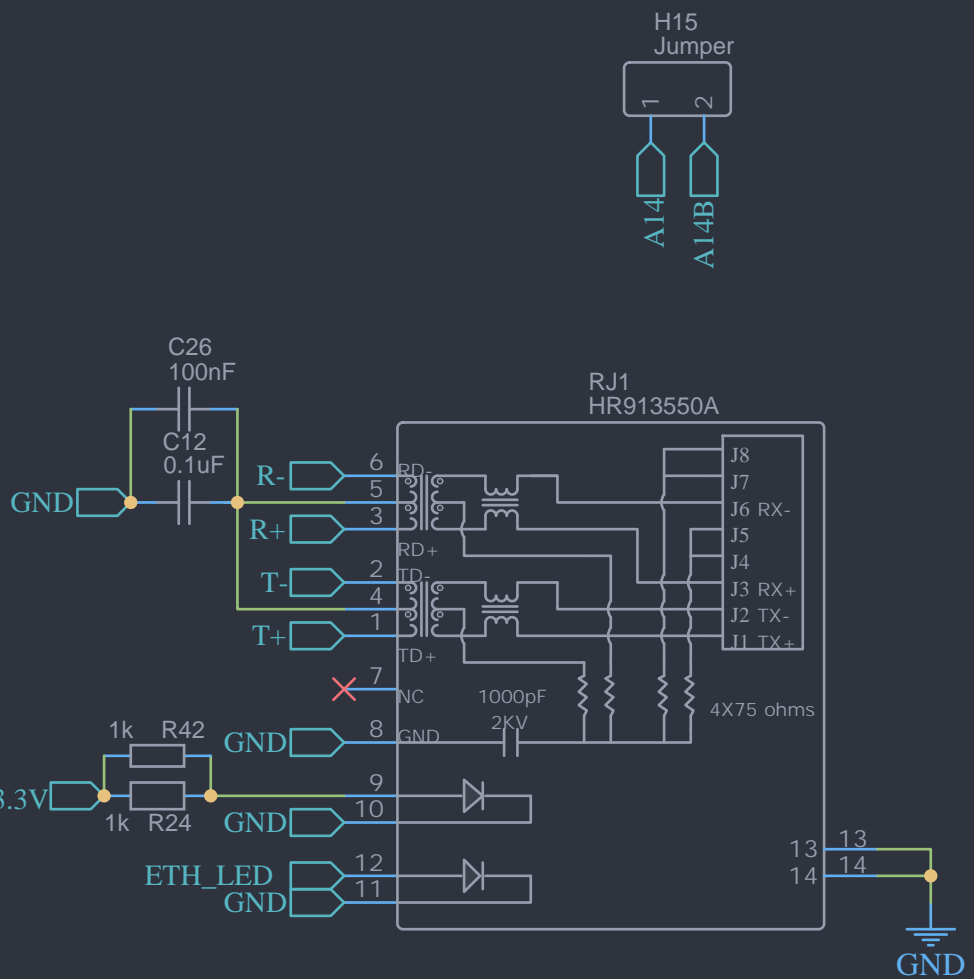 H15
Jumper
1
2
A14
A14B
C26
100nF
C12
0.1uF
GND
RJ1
HR913550A
R-
6
RD-
5
R+
3
RD+
T-
2
TD-
4
T+
1
TD+
7
NC
GND
8
GND
1000pF
2KV
4X75 ohms
J8
J7
J6 RX-
J5
J4
J3 RX+
J2 TX-
J1 TX+
1k R42
3.3V
1k R24
9
GND
10
ETH_LED
12
GND
11
13 13
14 14
GND